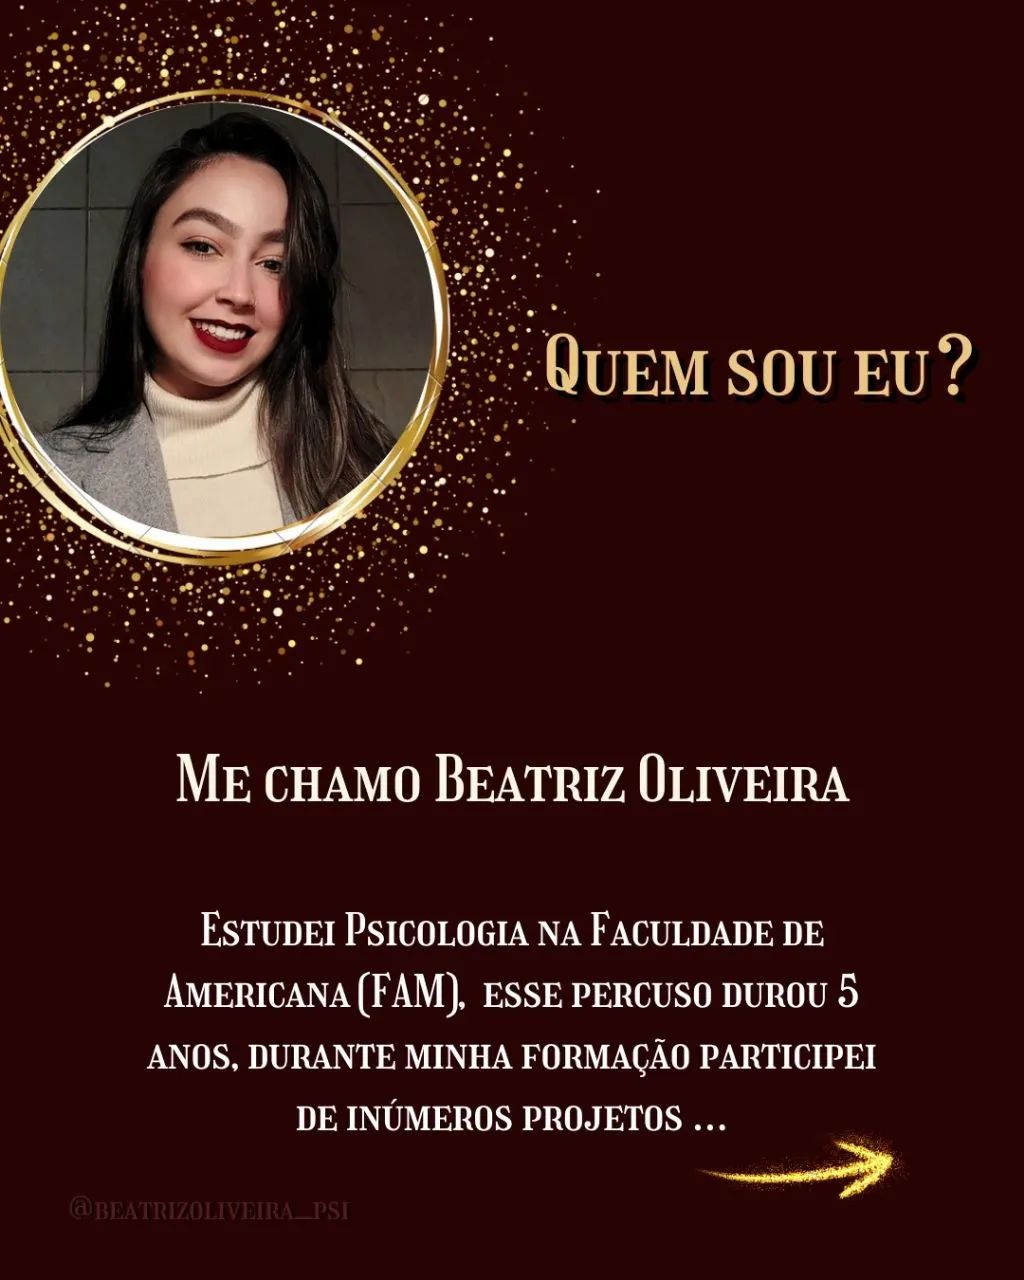 Quem sou eu?
Me chamo Beatriz Oliveira
Estudei Psicologia na Faculdade de
Americana (FAM), esse percuso durou 5
anos, durante minha formação participei
de inúmeros projetos ...
@beatrizoliveira_psi